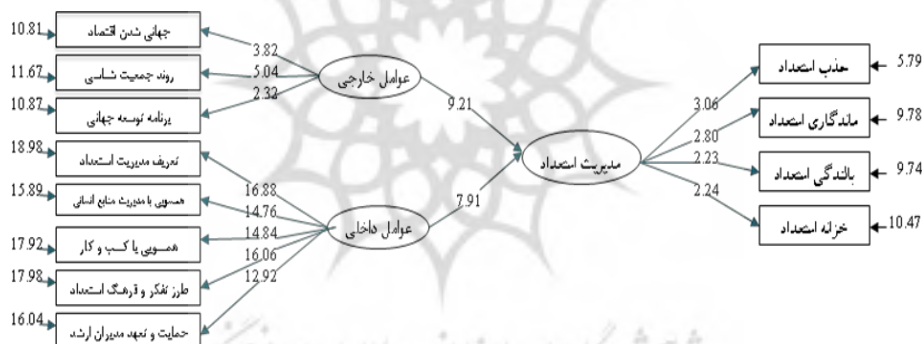 10.81
جهانی شدن اقتصاد
11.67
روند جمعیت شناسی
10.87
برنامه توسعه جهانی
18.98
تعریف مدیریت استعداد
15.89
همسویی با مدیریت منابع انسانی
17.92
همسویی با کسب و کار
17.98
طرز تفکر و فرهنگ استعداد
16.04
حمایت و تعهد مدیران ارشد
3.82
5.04
2.32
عوامل خارجی
16.88
14.76
14.84
16.06
12.92
عوامل داخلی
9.21
7.91
مدیریت استعداد
3.06
2.80
2.23
2.24
جذب استعداد
5.79
ماندگاری استعداد
9.78
بالندگی استعداد
9.74
خزانه استعداد
10.47